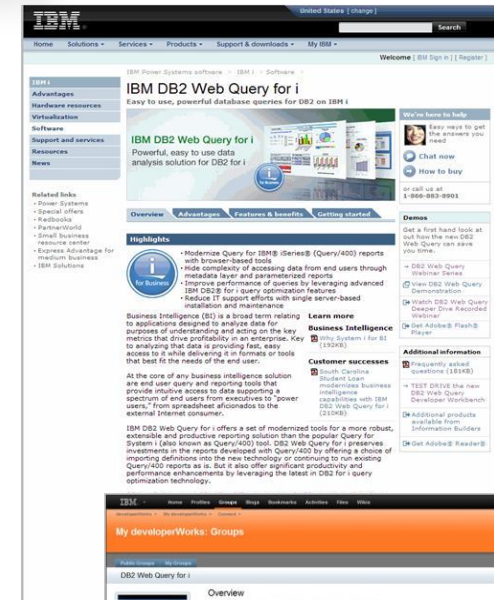 United States [ change ]
IBM
Search
Home Solutions Services Products Support & downloads My IBM
Welcome [ IBM Sign in ] [ Register ]
IBM Power Systems software > IBM i > Software >
IBM i
Advantages
Hardware resources
Virtualization
Software
Support and services
Resources
News
Related links
· Power Systems
· Special offers
· Redbooks
· PartnerWorld
· Small business
resource center
· Express Advantage for
medium business
· IBM Solutions
IBM DB2 Web Query for i
Easy to use, powerful database queries for DB2 on IBM i
IBM DB2 Web Query for i
Powerful, easy to use data
analysis solution for DB2 for i
i
for Business
Overview Advantages Features & benefits Getting started
Highlights
i
for Business
· Modernize Query for IBM® iSeries® (Query/400) reports
with browser-based tools
· Hide complexity of accessing data from end users through
metadata layer and parameterized reports
· Improve performance of queries by leveraging advanced
IBM DB2® for i query optimization features
· Reduce IT support efforts with single server-based
installation and maintenance
Business Intelligence (BI) is a broad term relating
to applications designed to analyze data for
purposes of understanding and acting on the key
metrics that drive profitability in an enterprise. Key
to analyzing that data is providing fast, easy
access to it while delivering it in formats or tools
that best fit the needs of the end user.
At the core of any business intelligence solution
are end user query and reporting tools that
provide intuitive access to data supporting a
spectrum of end users from executives to "power
users," from spreadsheet aficionados to the
external Internet consumer.
Learn more
Business Intelligence
Why System i for BI
(192KB)
Customer successes
South Carolina
Student Loan
modernizes business
intelligence
capabilities with IBM
DB2 Web Query for i
(210KB)
IBM DB2 Web Query for i offers a set of modernized tools for a more robust,
extensible and productive reporting solution than the popular Query for
System i (also known as Query/400) tool. DB2 Web Query for i preserves
investments in the reports developed with Query/400 by offering a choice of
importing definitions into the new technology or continuing to run existing
Query/400 reports as is. But it also offer significant productivity and
performance enhancements by leveraging the latest in DB2 for i query
optimization technology.
We're here to help
Easy ways to get
the answers you
need
Chat now
How to buy
or call us at
1-866-883-8901
Demos
Get a first hand look at
out how the new DB2
Web Query can save
you time.
→ DB2 Web Query
Webinar Series
View DB2 Web Query
Demonstration
Watch DB2 Web Query
Deeper Dive Recorded
Webinar
Get Adobe® Flash®
Player
Additional information
Frequently asked
questions (181KB)
→ TEST DRIVE the new
DB2 Web Query
Developer Workbench
Additional products
available from
Information Builders
Get Adobe® Reader®
IBM Home Profiles Groups Blogs Bookmarks Activities Files Wikis
developerWorks My developerWorks
My developerWorks: Groups
Public Groups My Groups
DB2 Web Query for i
Overview